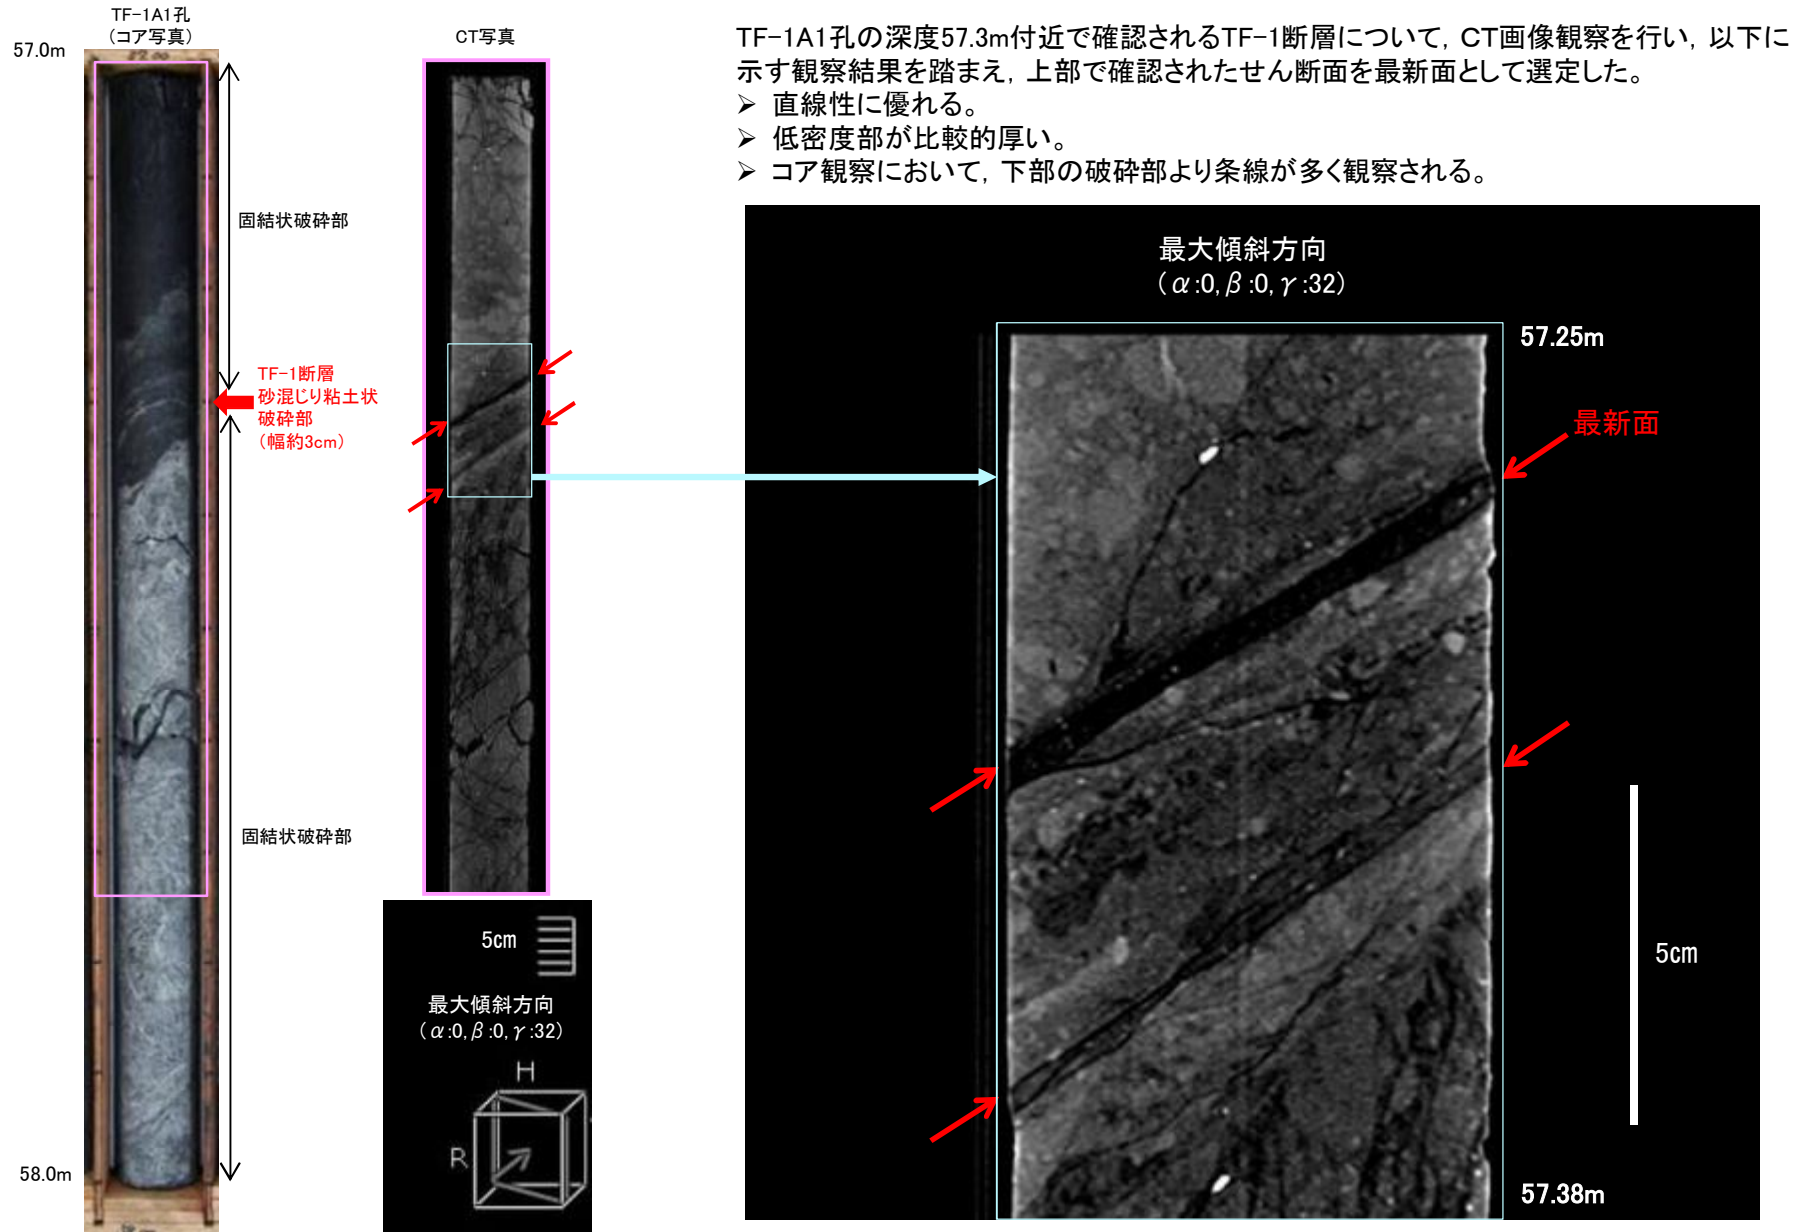 TF-1A1孔
（コア写真）
57.0m
CT写真
TF-1A1孔の深度57.3m付近で確認されるTF-1断層について，CT画像観察を行い，以下に
示す観察結果を踏まえ，上部で確認されたせん断面を最新面として選定した。
➢ 直線性に優れる。
➢ 低密度部が比較的厚い。
➢ コア観察において，下部の破砕部より条線が多く観察される。
固結状破砕部
TF-1断層
砂混じり粘土状
破砕部
（幅約3cm）
固結状破砕部
58.0m
5cm
最大傾斜方向
（α:0,β:0,γ:32）
H
R
最大傾斜方向
（α:0,β:0,γ:32）
57.25m
最新面
5cm
57.38m